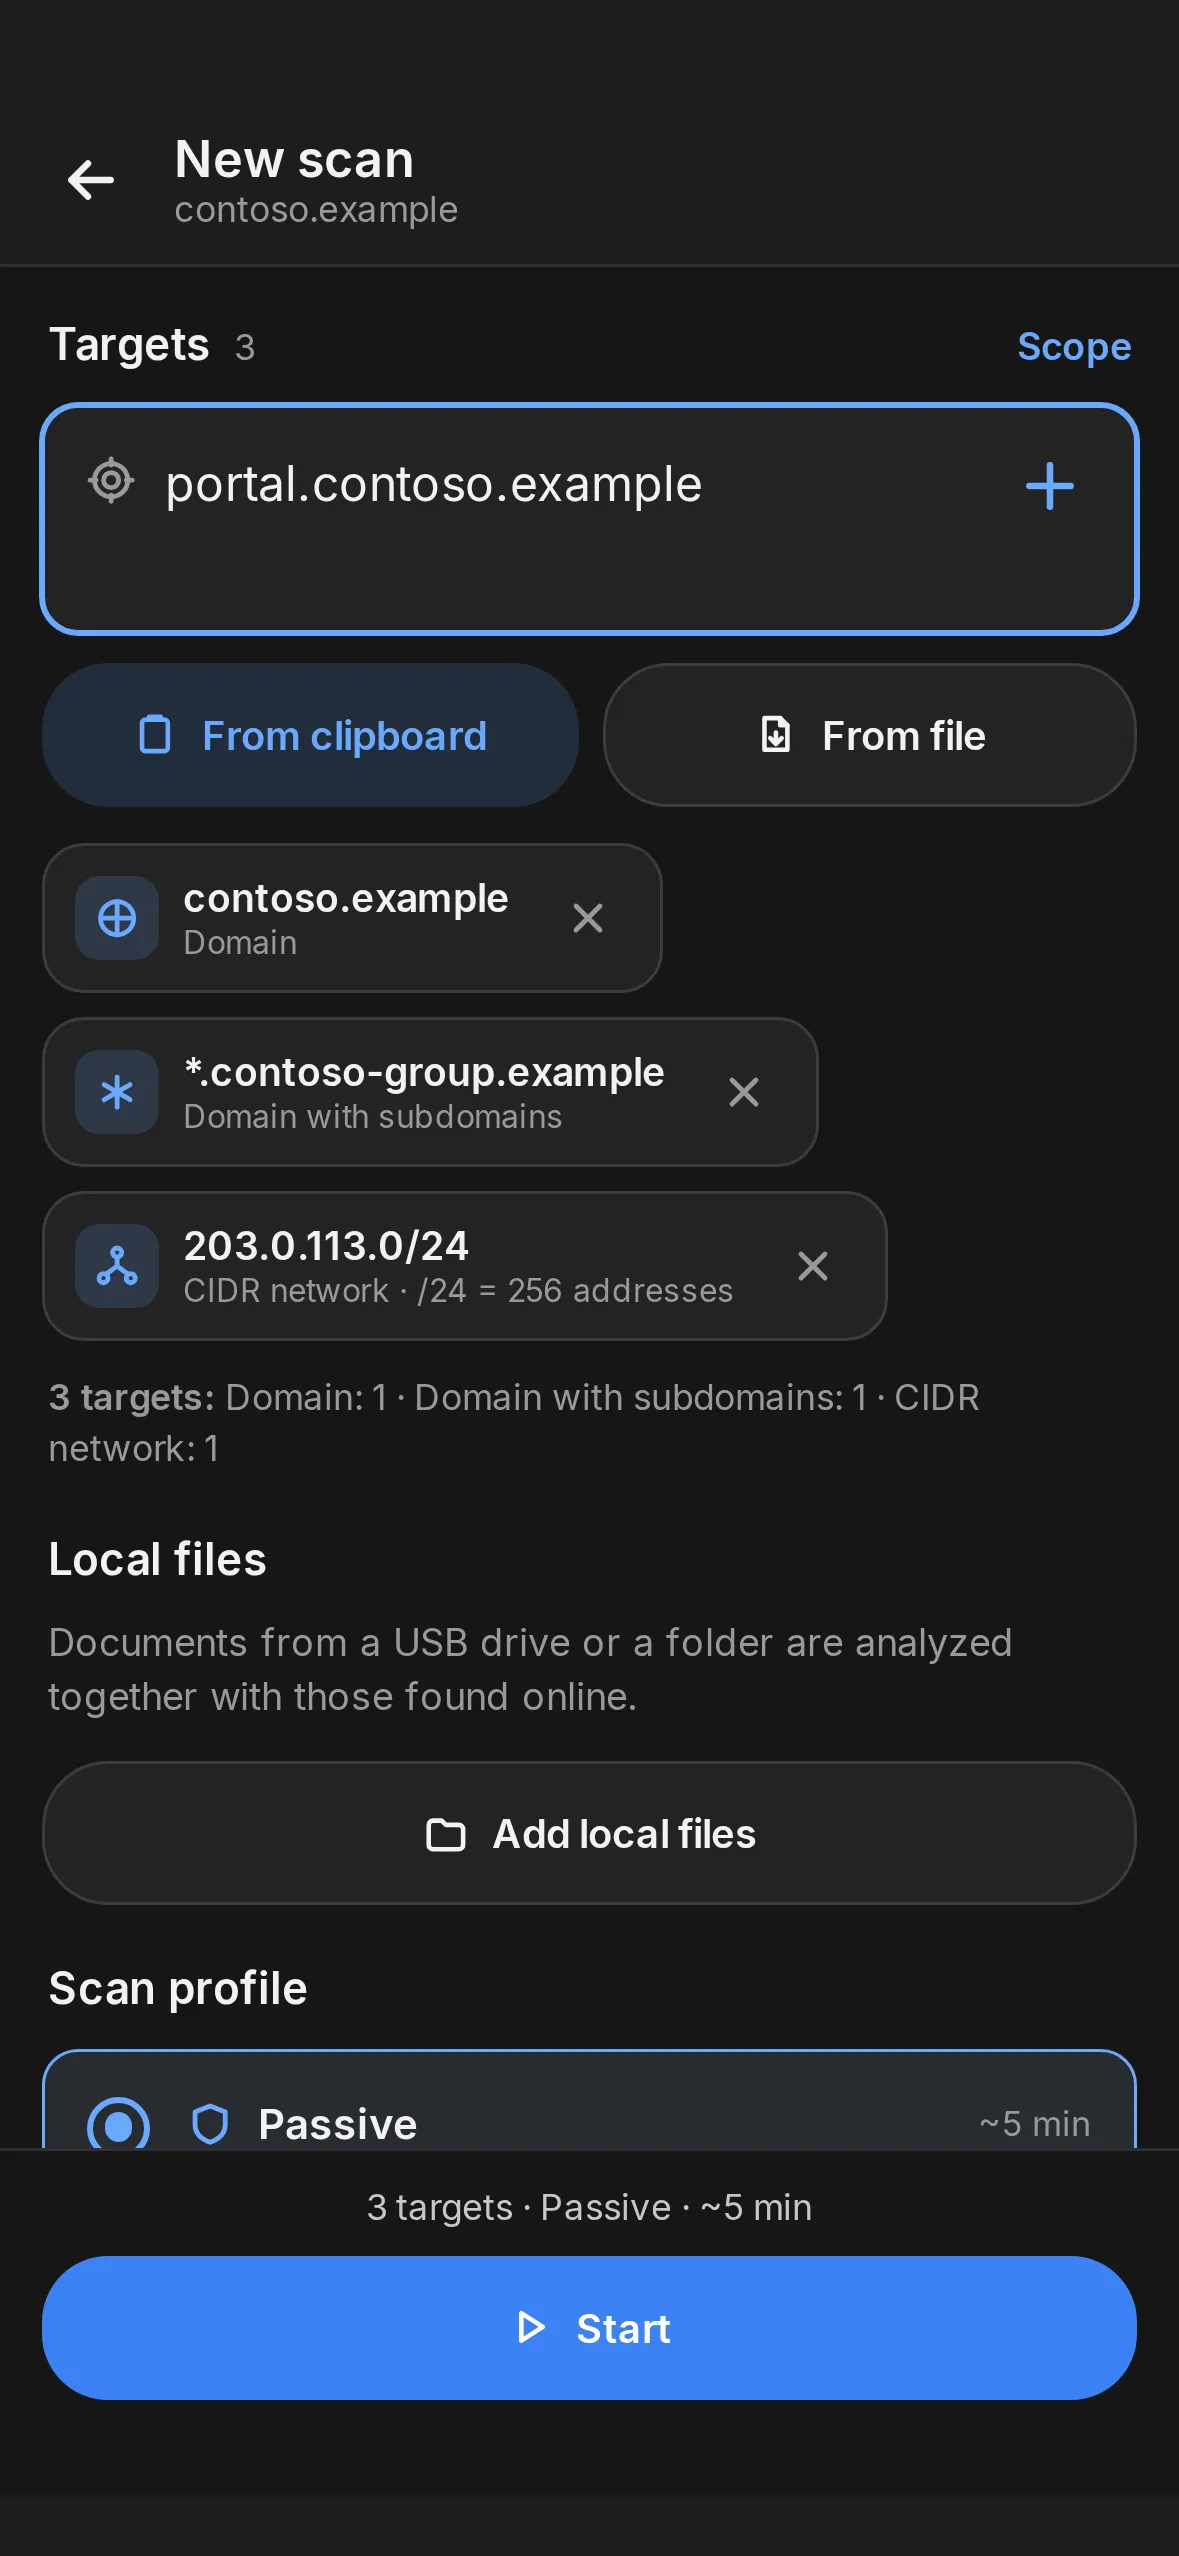 New scan
contoso.example
Targets 3
Scope
portal.contoso.example
From clipboard
From file
contoso.example
Domain
*.contoso-group.example
Domain with subdomains
203.0.113.0/24
CIDR network · /24 = 256 addresses
3 targets: Domain: 1 · Domain with subdomains: 1 · CIDR
network: 1
Local files
Documents from a USB drive or a folder are analyzed
together with those found online.
Add local files
Scan profile
Passive
~5 min
3 targets · Passive · ~5 min
Start